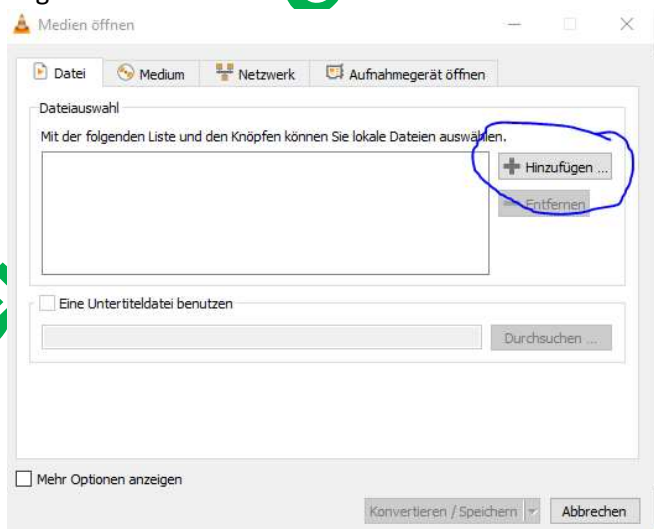 Medien öffnen
Datei Medium Netzwerk Aufnahmegerät öffnen
Dateiauswahl
Mit der folgenden Liste und den Knöpfen können Sie lokale Dateien auswählen.
Hinzufügen ...
Entfernen
Eine Untertiteldatei benutzen
Durchsuchen ...
Mehr Optionen anzeigen
Konvertieren / Speichern Abbrechen